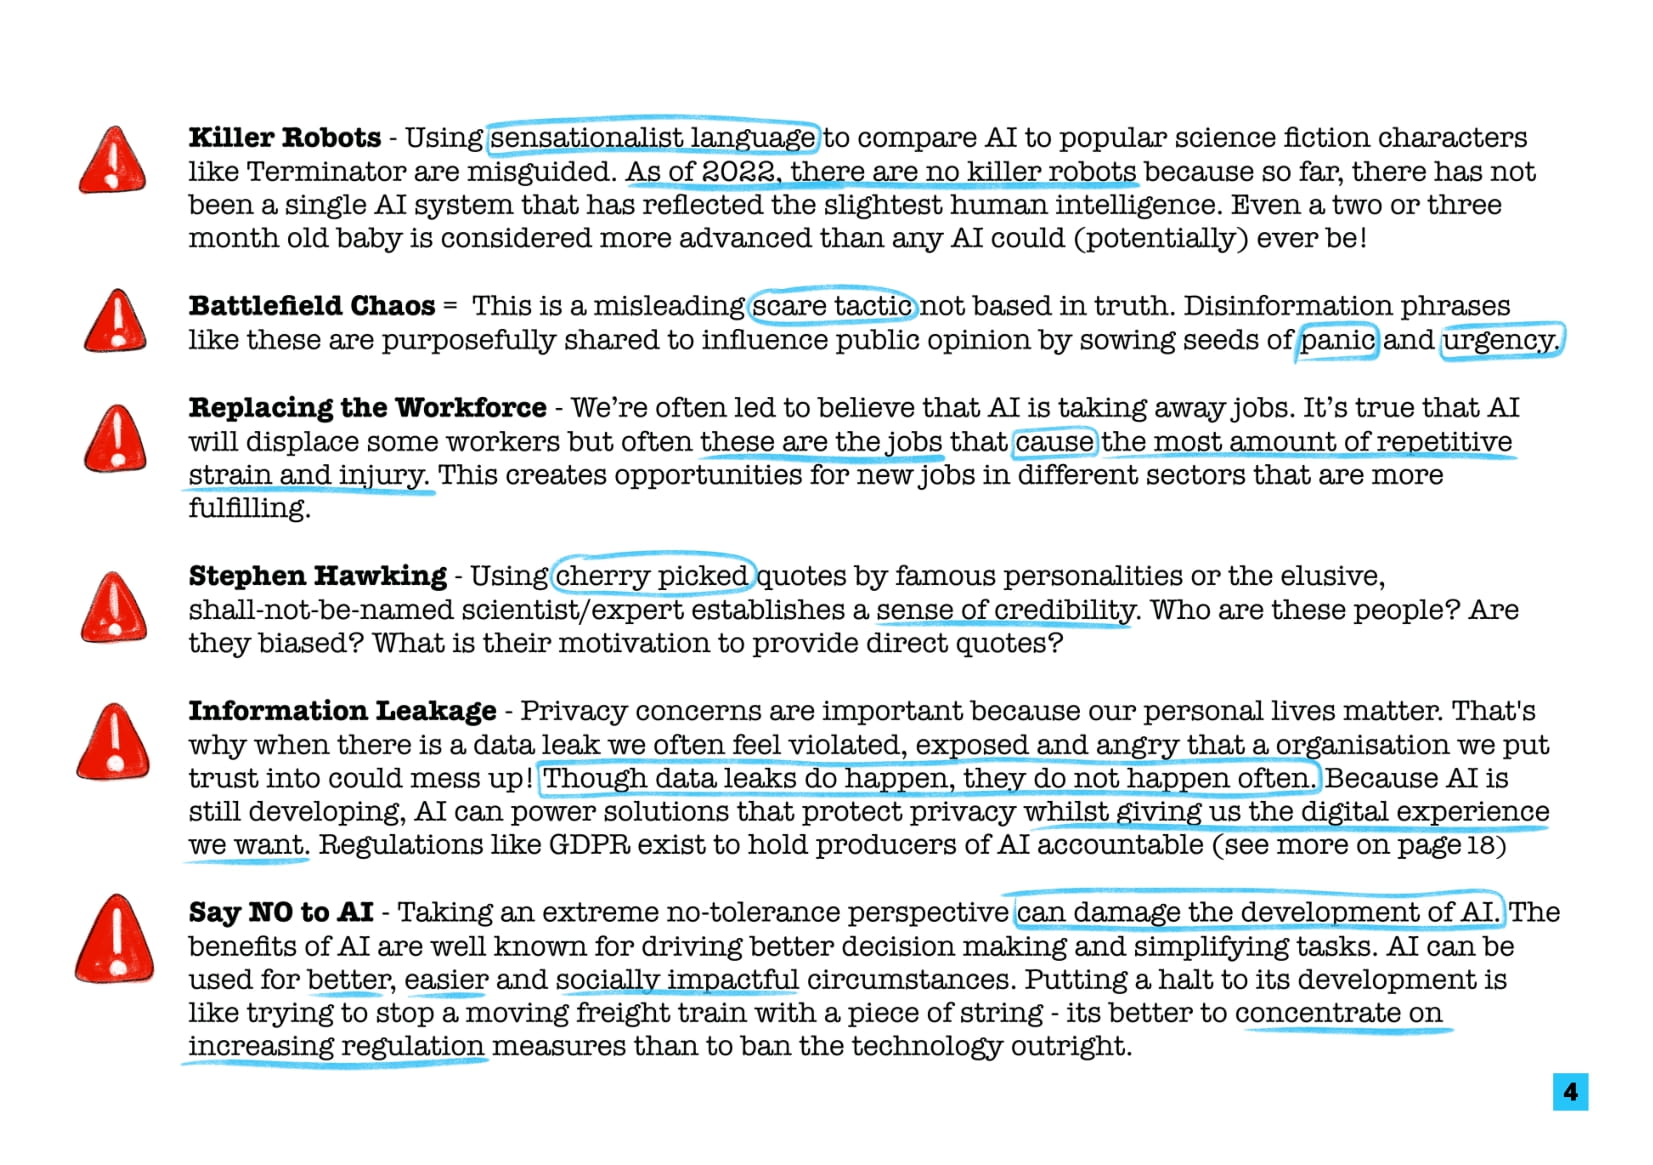 Killer Robots - Using sensationalist language to compare AI to popular science fiction characters
like Terminator are misguided. As of 2022, there are no killer robots because so far, there has not
been a single AI system that has reflected the slightest human intelligence. Even a two or three
month old baby is considered more advanced than any AI could (potentially) ever be!
Battlefield Chaos = This is a misleading scare tactic not based in truth. Disinformation phrases
like these are purposefully shared to influence public opinion by sowing seeds of panic and urgency.
Replacing the Workforce - We’re often led to believe that AI is taking away jobs. It’s true that AI
will displace some workers but often these are the jobs that cause the most amount of repetitive
strain and injury. This creates opportunities for new jobs in different sectors that are more
fulfilling.
Stephen Hawking - Using cherry picked quotes by famous personalities or the elusive,
shall-not-be-named scientist/expert establishes a sense of credibility. Who are these people? Are
they biased? What is their motivation to provide direct quotes?
Information Leakage - Privacy concerns are important because our personal lives matter. That's
why when there is a data leak we often feel violated, exposed and angry that a organisation we put
trust into could mess up! Though data leaks do happen, they do not happen often. Because AI is
still developing, AI can power solutions that protect privacy whilst giving us the digital experience
we want. Regulations like GDPR exist to hold producers of AI accountable (see more on page 18)
Say NO to AI - Taking an extreme no-tolerance perspective can damage the development of AI. The
benefits of AI are well known for driving better decision making and simplifying tasks. AI can be
used for better, easier and socially impactful circumstances. Putting a halt to its development is
like trying to stop a moving freight train with a piece of string - its better to concentrate on
increasing regulation measures than to ban the technology outright.
4